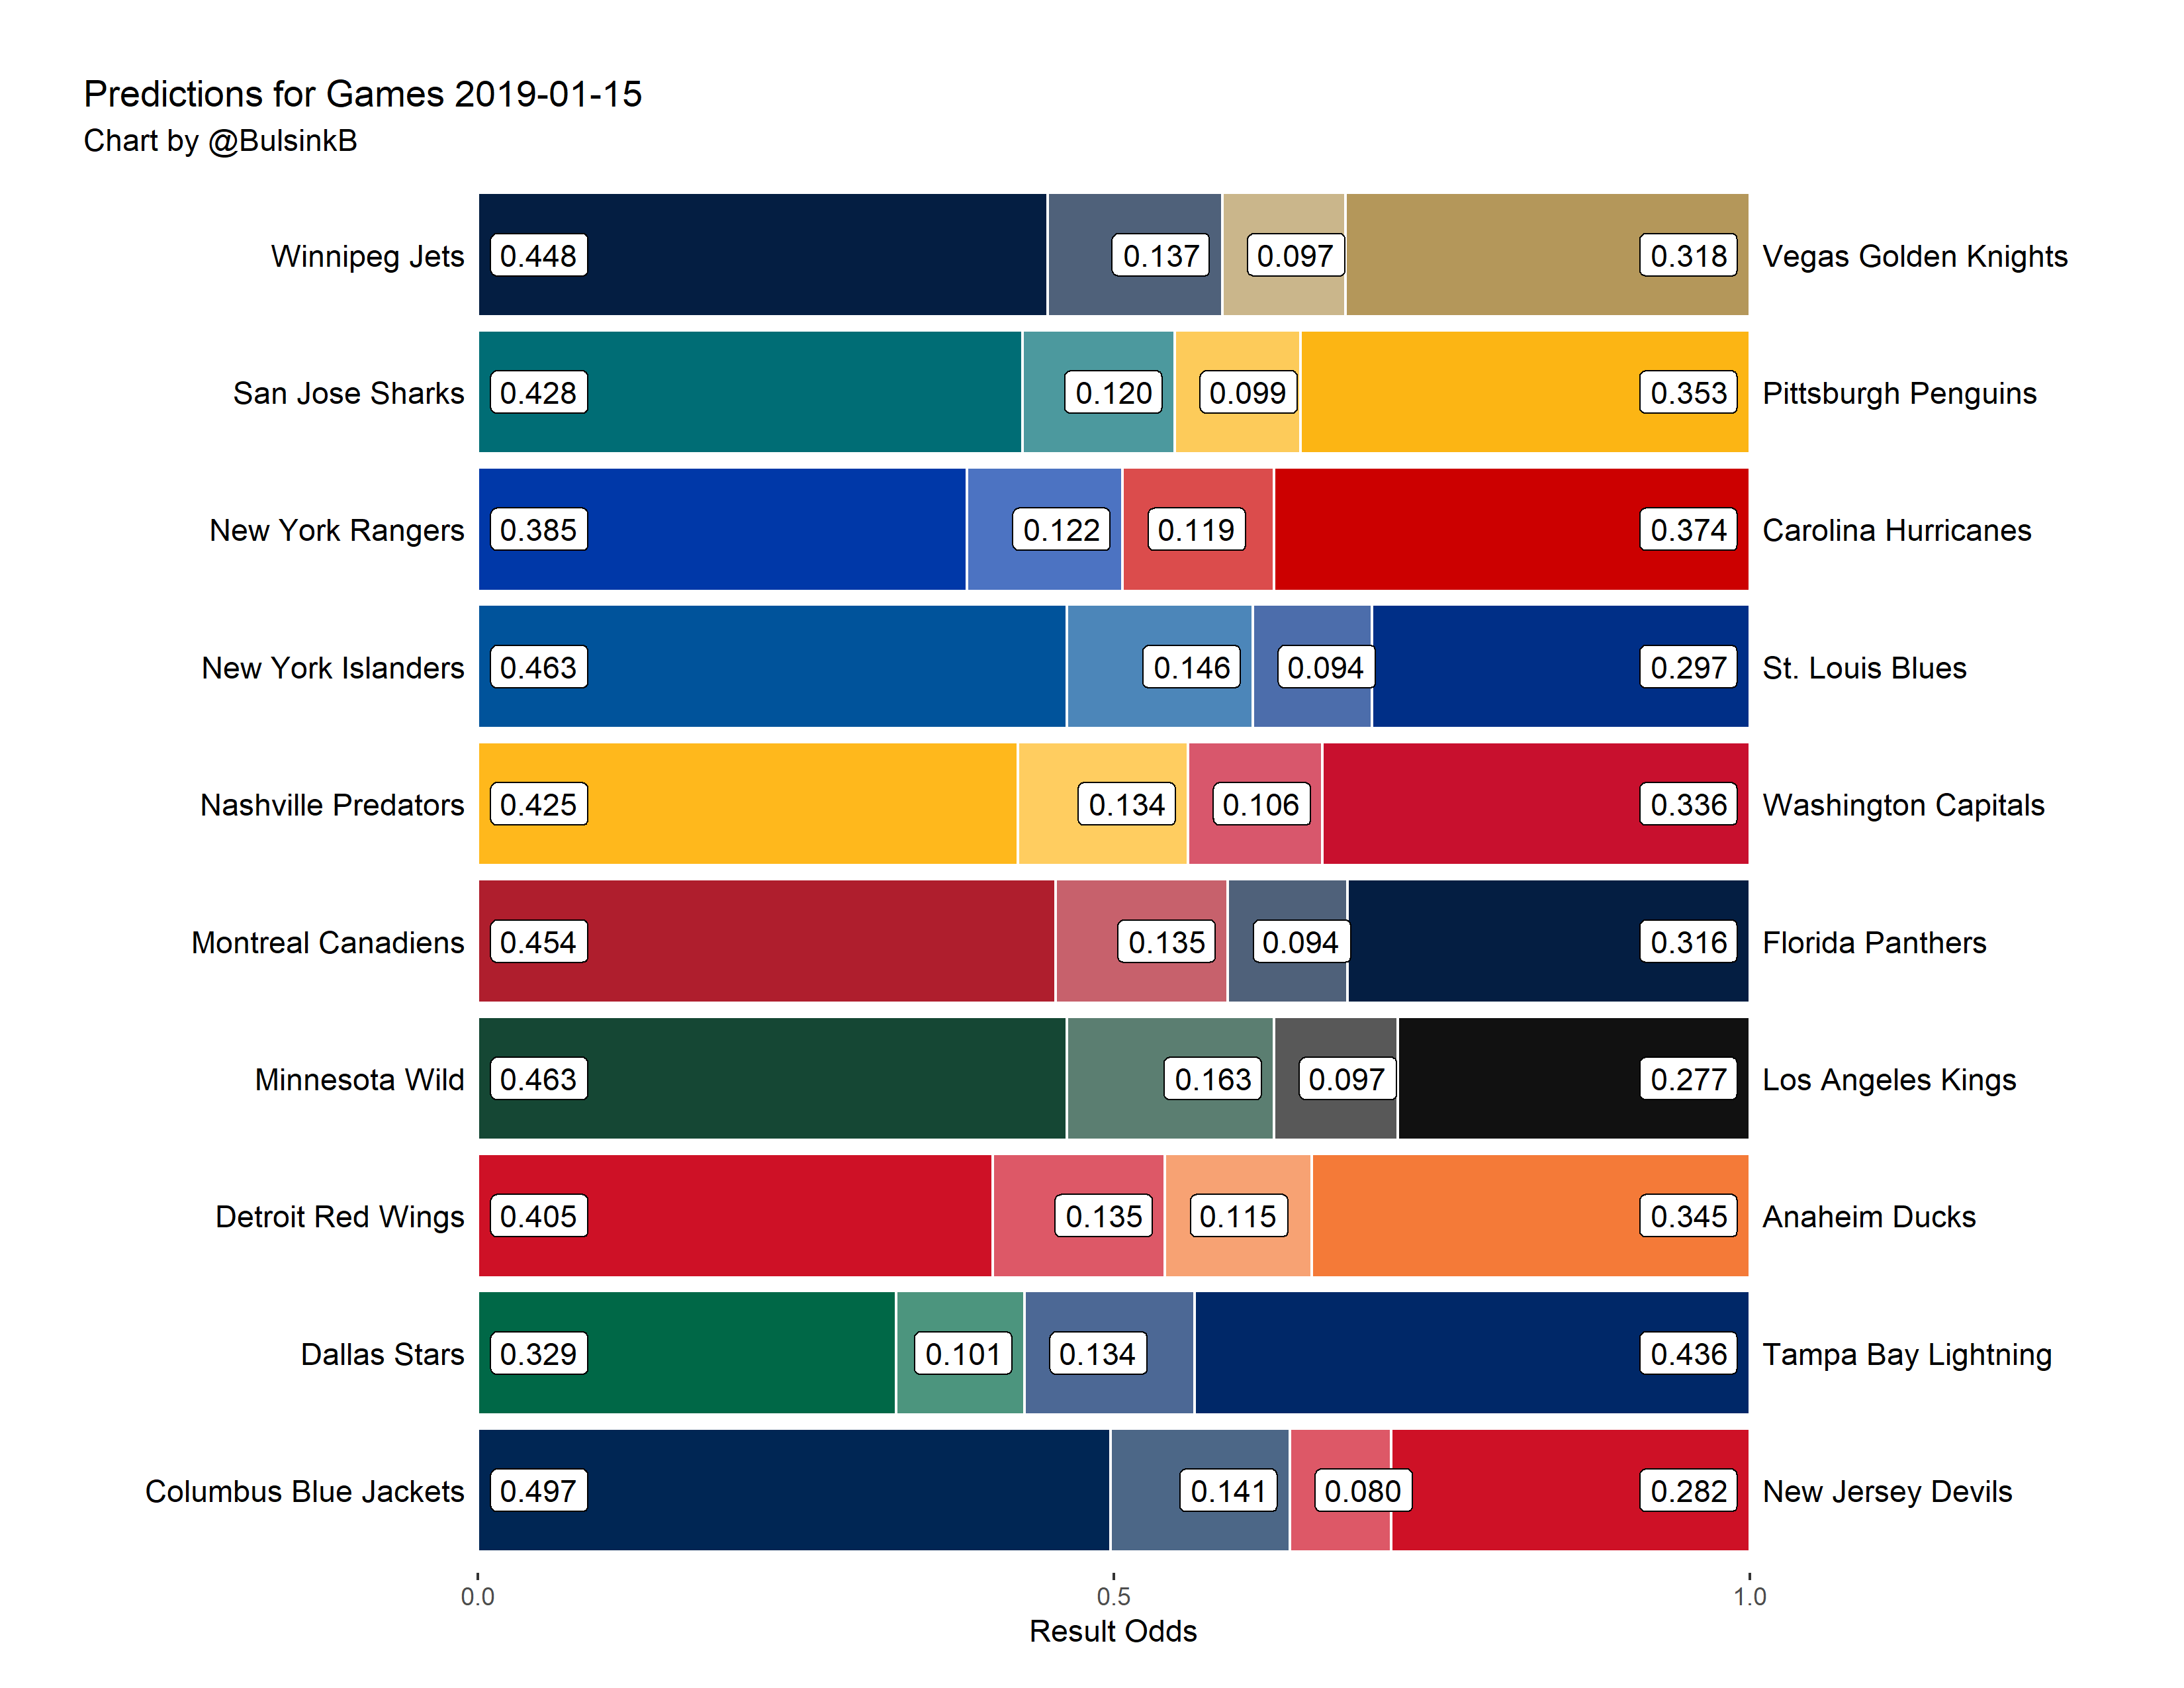 Predictions for Games 2019-01-15
Chart by @BulsinkB
Winnipeg Jets 0.448 0.137 0.097 0.318 Vegas Golden Knights
San Jose Sharks 0.428 0.120 0.099 0.353 Pittsburgh Penguins
New York Rangers 0.385 0.122 0.119 0.374 Carolina Hurricanes
New York Islanders 0.463 0.146 0.094 0.297 St. Louis Blues
Nashville Predators 0.425 0.134 0.106 0.336 Washington Capitals
Montreal Canadiens 0.454 0.135 0.094 0.316 Florida Panthers
Minnesota Wild 0.463 0.163 0.097 0.277 Los Angeles Kings
Detroit Red Wings 0.405 0.135 0.115 0.345 Anaheim Ducks
Dallas Stars 0.329 0.101 0.134 0.436 Tampa Bay Lightning
Columbus Blue Jackets 0.497 0.141 0.080 0.282 New Jersey Devils
0.0 0.5 1.0
Result Odds